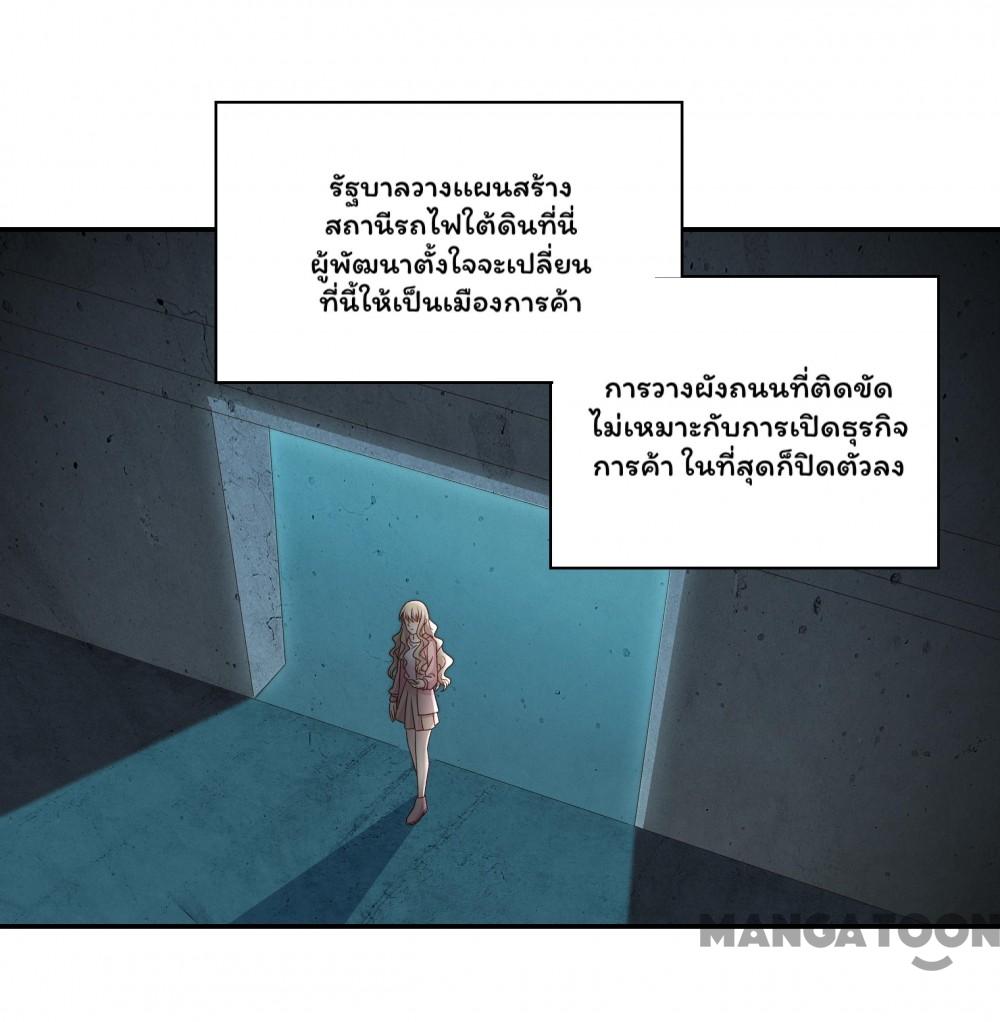 รัฐบาลวางแผนสร้าง
สถานีรถไฟใต้ดินที่นี่
ผู้พัฒนาตั้งใจจะเปลี่ยน
ที่นี้ให้เป็นเมืองการค้า
การวางผังถนนที่ติดขัด
ไม่เหมาะกับการเปิดธุรกิจ
การค้า ในที่สุดก็ปิดตัวลง
MANGATOON